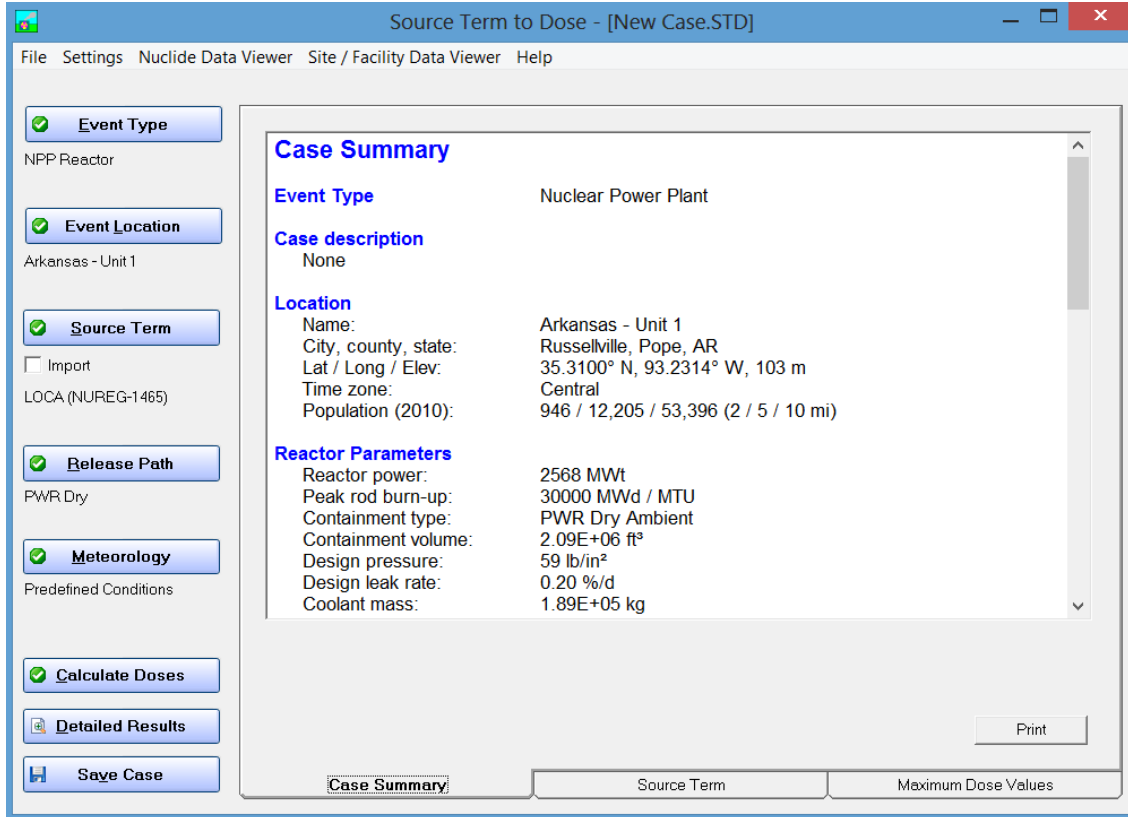 Source Term to Dose - [New Case.STD]
File Settings Nuclide Data Viewer Site / Facility Data Viewer Help
Event Type
NPP Reactor
Event Location
Arkansas - Unit 1
Source Term
Import
LOCA (NUREG-1465)
Release Path
PWR Dry
Meteorology
Predefined Conditions
Calculate Doses
Detailed Results
Save Case
Case Summary
Event Type Nuclear Power Plant
Case description
None
Location
Name: Arkansas - Unit 1
City, county, state: Russellville, Pope, AR
Lat / Long / Elev: 35.3100° N, 93.2314° W, 103 m
Time zone: Central
Population (2010): 946 / 12,205 / 53,396 (2 / 5 / 10 mi)
Reactor Parameters
Reactor power: 2568 MWt
Peak rod burn-up: 30000 MWd / MTU
Containment type: PWR Dry Ambient
Containment volume: 2.09E+06 ft³
Design pressure: 59 lb/in²
Design leak rate: 0.20 %/d
Coolant mass: 1.89E+05 kg
Print
Case Summary Source Term Maximum Dose Values